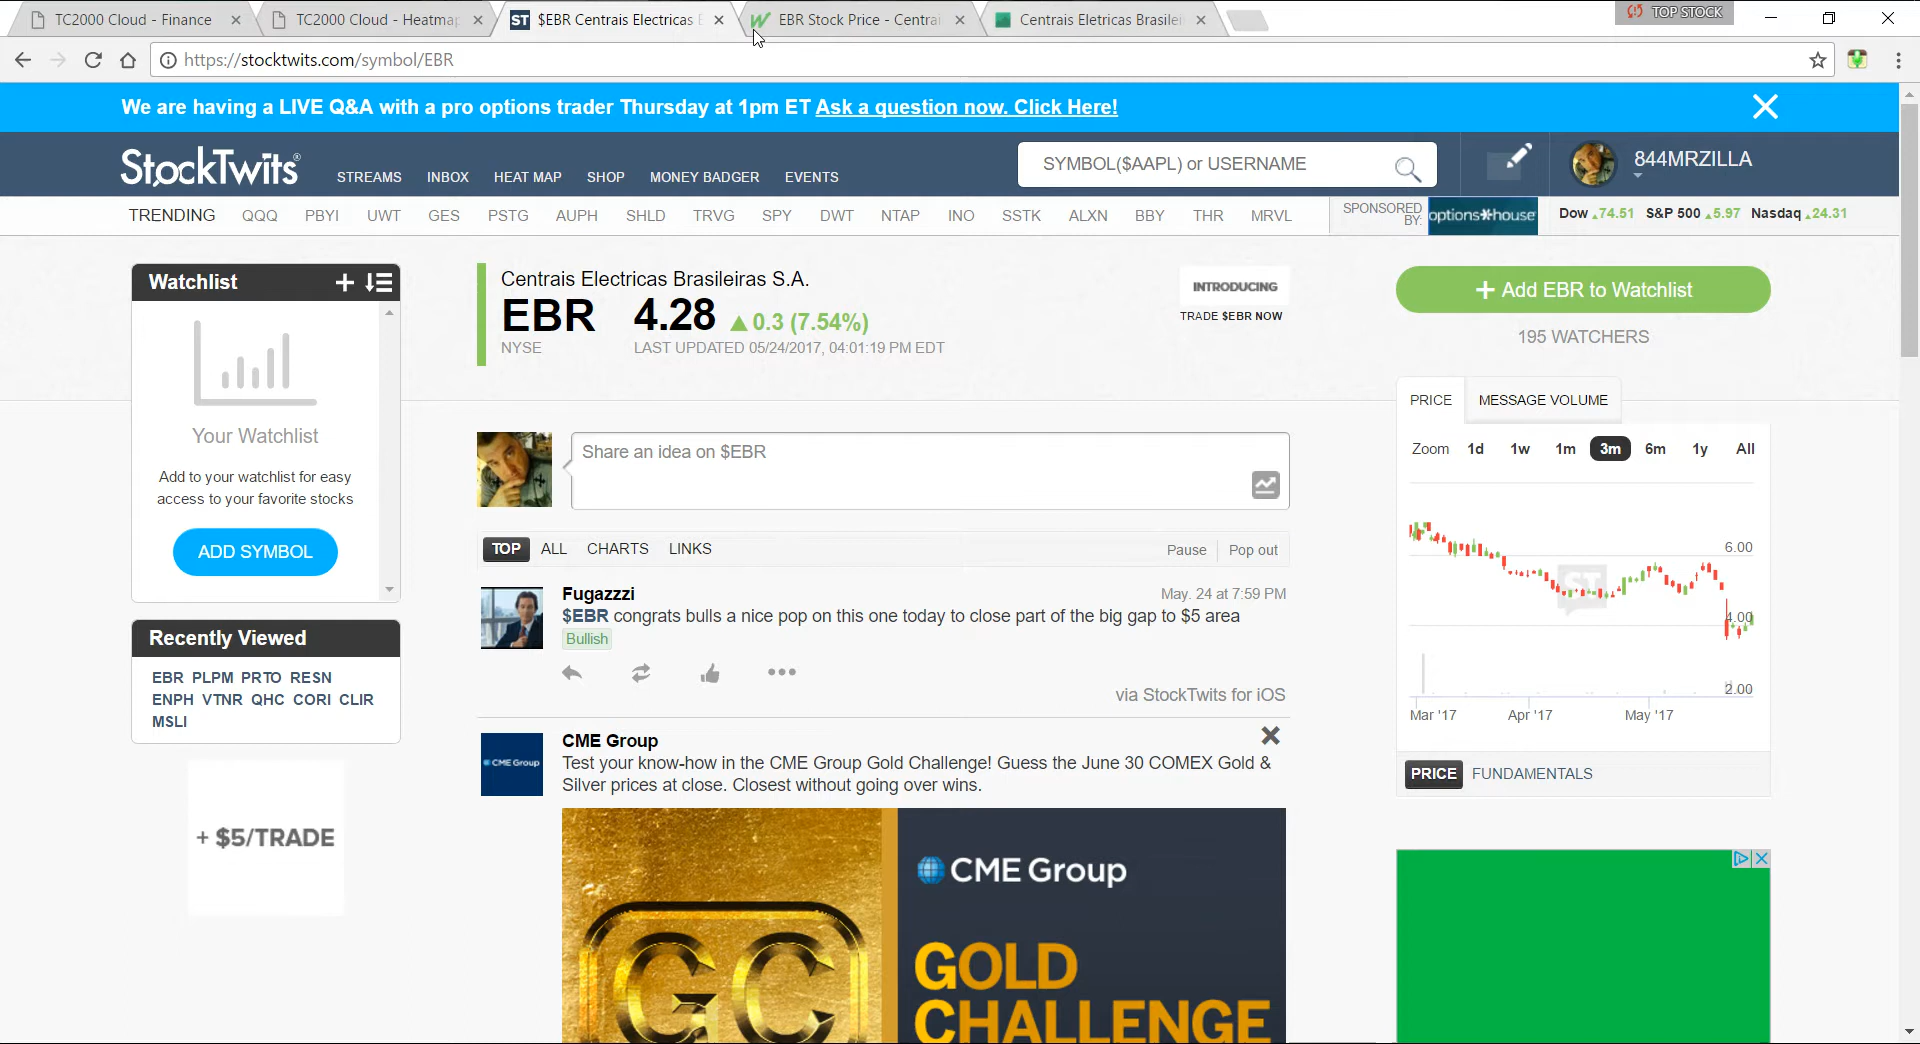 TC2000 Cloud - Finance
TC2000 Cloud - Heatmap
ST $EBR Centrais Electricas
EBR Stock Price - Centrai
Centrais Eletricas Brasilei
TOP STOCK
https://stocktwits.com/symbol/EBR
We are having a LIVE Q&A with a pro options trader Thursday at 1pm ET Ask a question now. Click Here!
StockTwits®
STREAMS INBOX HEAT MAP SHOP MONEY BADGER EVENTS
SYMBOL($AAPL) or USERNAME
844MRZILLA
TRENDING QQQ PBYI UWT GES PSTG AUPH SHLD TRVG SPY DWT NTAP INO SSTK ALXN BBY THR MRVL
SPONSORED BY:
optionshouse
Dow 74.51 S&P 500 5.97 Nasdaq 24.31
Watchlist
Your Watchlist
Add to your watchlist for easy
access to your favorite stocks
ADD SYMBOL
Recently Viewed
EBR PLPM PRTO RESN
ENPH VTNR QHC CORI CLIR
MSLI
+ $5/TRADE
Centrais Electricas Brasileiras S.A.
EBR 4.28 ▲0.3 (7.54%)
NYSE LAST UPDATED 05/24/2017, 04:01:19 PM EDT
INTRODUCING
TRADE $EBR NOW
Share an idea on $EBR
TOP ALL CHARTS LINKS
Pause Pop out
Fugazzzi May. 24 at 7:59 PM
$EBR congrats bulls a nice pop on this one today to close part of the big gap to $5 area
Bullish
via StockTwits for iOS
CME Group
CME Group
Test your know-how in the CME Group Gold Challenge! Guess the June 30 COMEX Gold &
Silver prices at close. Closest without going over wins.
GC
CME Group
GOLD
CHALLENGE
+ Add EBR to Watchlist
195 WATCHERS
PRICE MESSAGE VOLUME
Zoom 1d 1w 1m 3m 6m 1y All
ST
6.00
4.00
2.00
Mar '17 Apr '17 May '17
PRICE FUNDAMENTALS